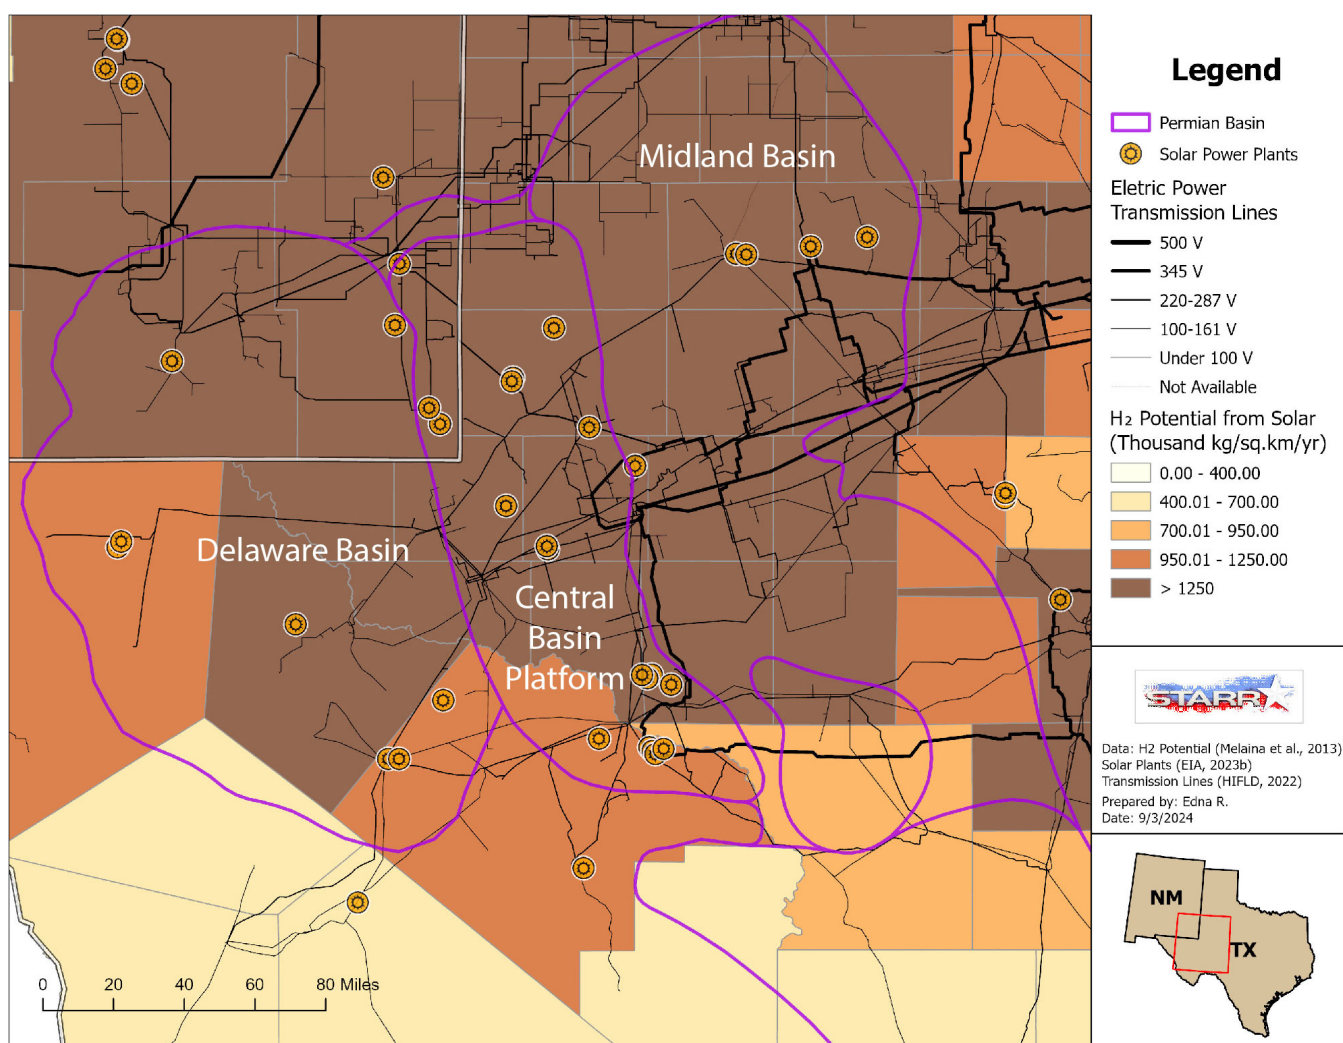 Midland Basin
Delaware Basin
Central
Basin
Platform
0 20 40 60 80 Miles
Legend
Permian Basin
Solar Power Plants
Eletric Power
Transmission Lines
500 V
345 V
220-287 V
100-161 V
Under 100 V
Not Available
H₂ Potential from Solar
(Thousand kg/sq.km/yr)
0.00 - 400.00
400.01 - 700.00
700.01 - 950.00
950.01 - 1250.00
> 1250
STARR
Data: H2 Potential (Melaina et al., 2013)
Solar Plants (EIA, 2023b)
Transmission Lines (HIFLD, 2022)
Prepared by: Edna R.
Date: 9/3/2024
NM
TX